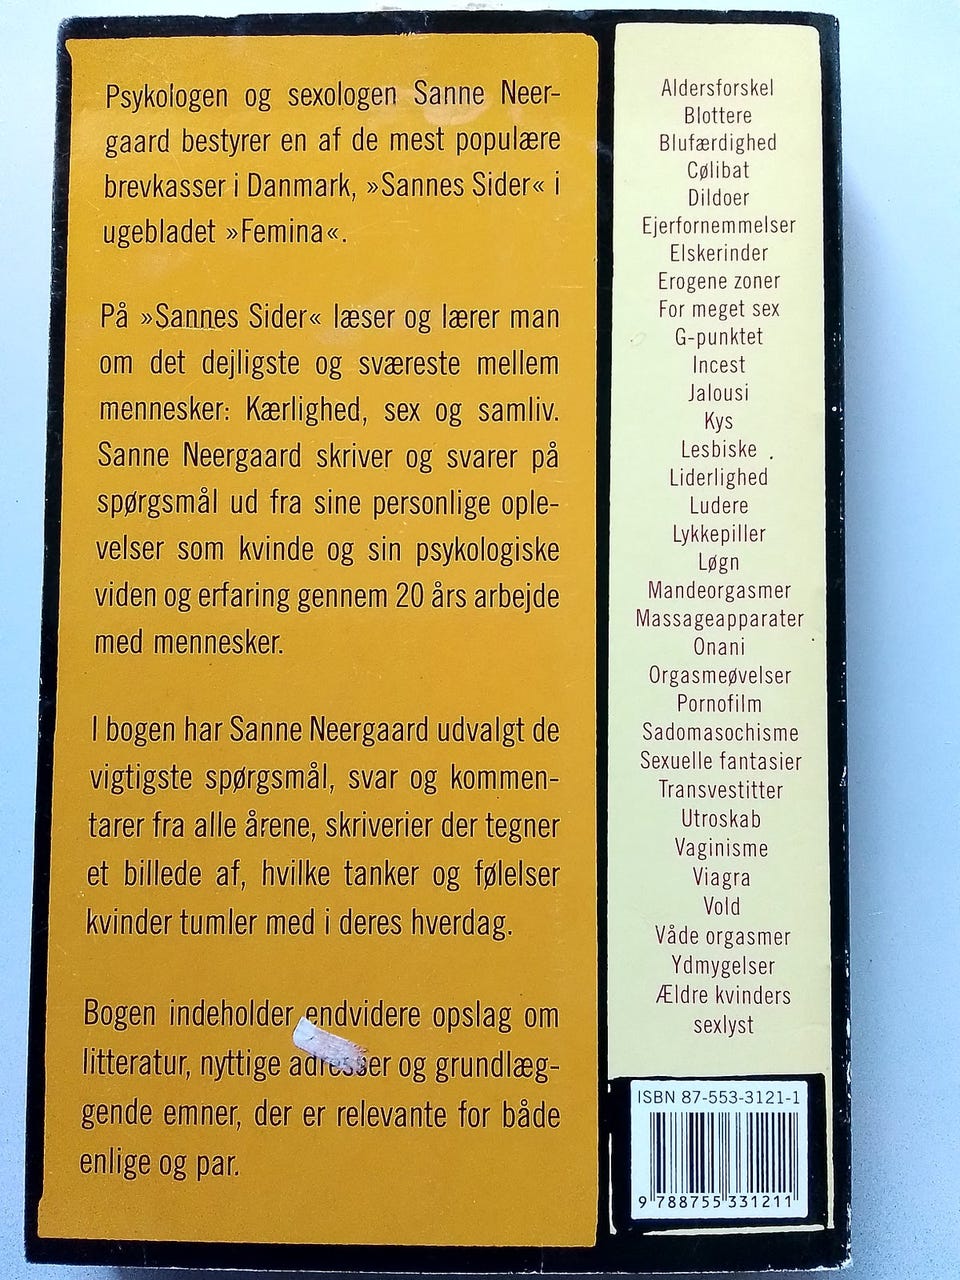 Psykologen og sexologen Sanne Neer-
gaard bestyrer en af de mest populære
brevkasser i Danmark, »Sannes Sider« i
ugebladet »Femina«.
På »Sannes Sider« læser og lærer man
om det dejligste og sværeste mellem
mennesker: Kærlighed, sex og samliv.
Sanne Neergaard skriver og svarer på
spørgsmål ud fra sine personlige ople-
velser som kvinde og sin psykologiske
viden og erfaring gennem 20 års arbejde
med mennesker.
I bogen har Sanne Neergaard udvalgt de
vigtigste spørgsmål, svar og kommen-
tarer fra alle årene, skriverier der tegner
et billede af, hvilke tanker og følelser
kvinder tumler med i deres hverdag.
Bogen indeholder endvidere opslag om
litteratur, nyttige adresser og grundlæg-
gende emner, der er relevante for både
enlige og par.
Aldersforskel
Blottere
Blufærdighed
Cølibat
Dildoer
Ejerfornemmelser
Elskerinder
Erogene zoner
For meget sex
G-punktet
Incest
Jalousi
Kys
Lesbiske
Liderlighed
Ludere
Lykkepiller
Løgn
Mandeorgasmer
Massageapparater
Onani
Orgasmeøvelser
Pornofilm
Sadomasochisme
Sexuelle fantasier
Transvestitter
Utroskab
Vaginisme
Viagra
Vold
Våde orgasmer
Ydmygelser
Ældre kvinders
sexlyst
ISBN 87-553-3121-1
9 788755 331211